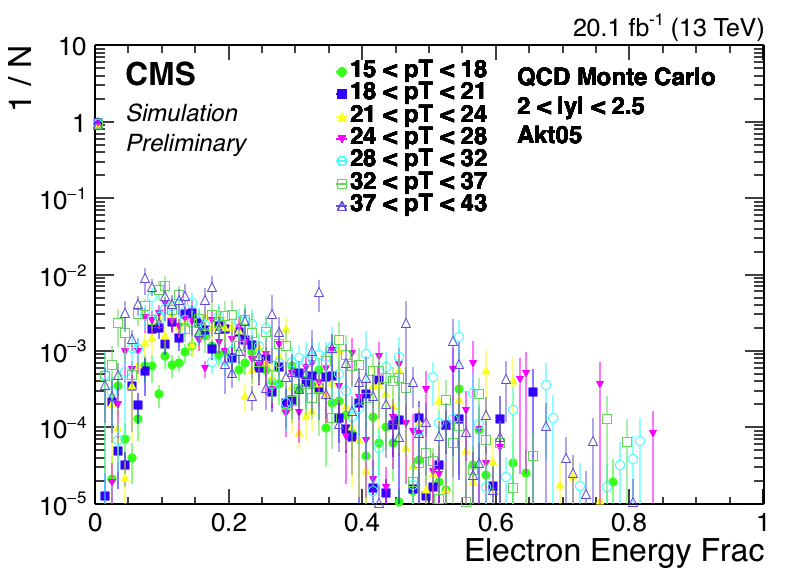 20.1 fb⁻¹ (13 TeV)
1 / N
10
1
10⁻¹
10⁻²
10⁻³
10⁻⁴
10⁻⁵
CMS
Simulation
Preliminary
15 < pT < 18
18 < pT < 21
21 < pT < 24
24 < pT < 28
28 < pT < 32
32 < pT < 37
37 < pT < 43
QCD Monte Carlo
2 < lyl < 2.5
Akt05
0 0.2 0.4 0.6 0.8 1
Electron Energy Frac